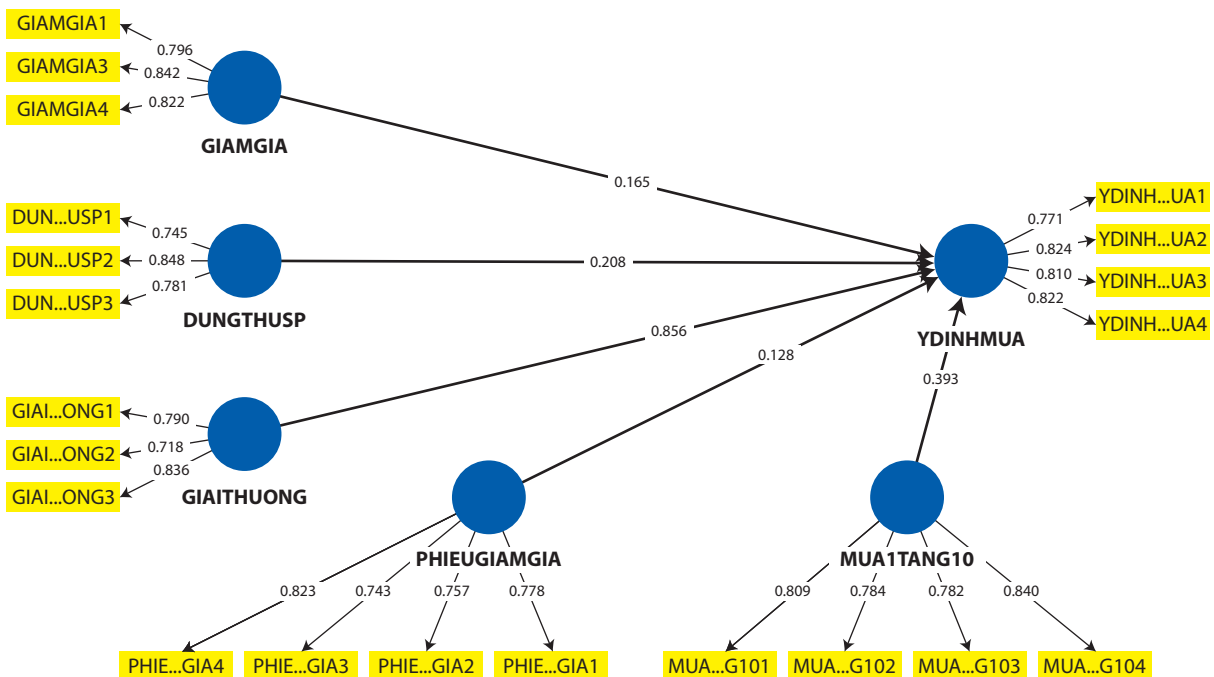 GIAMGIA1
0.796
GIAMGIA3
0.842
GIAMGIA4
0.822
GIAMGIA
0.165
DUN...USP1
0.745
DUN...USP2
0.848
DUN...USP3
0.781
DUNGTHUSP
0.208
YDINH...UA1
0.771
YDINH...UA2
0.824
YDINH...UA3
0.810
YDINH...UA4
0.822
YDINHMUA
0.856
0.128
0.393
GIAI...ONG1
0.790
GIAI...ONG2
0.718
GIAI...ONG3
0.836
GIAITHUONG
PHIEUGIAMGIA
MUA1TANG10
0.823
0.743
0.757
0.778
0.809
0.784
0.782
0.840
PHIE...GIA4
PHIE...GIA3
PHIE...GIA2
PHIE...GIA1
MUA...G101
MUA...G102
MUA...G103
MUA...G104